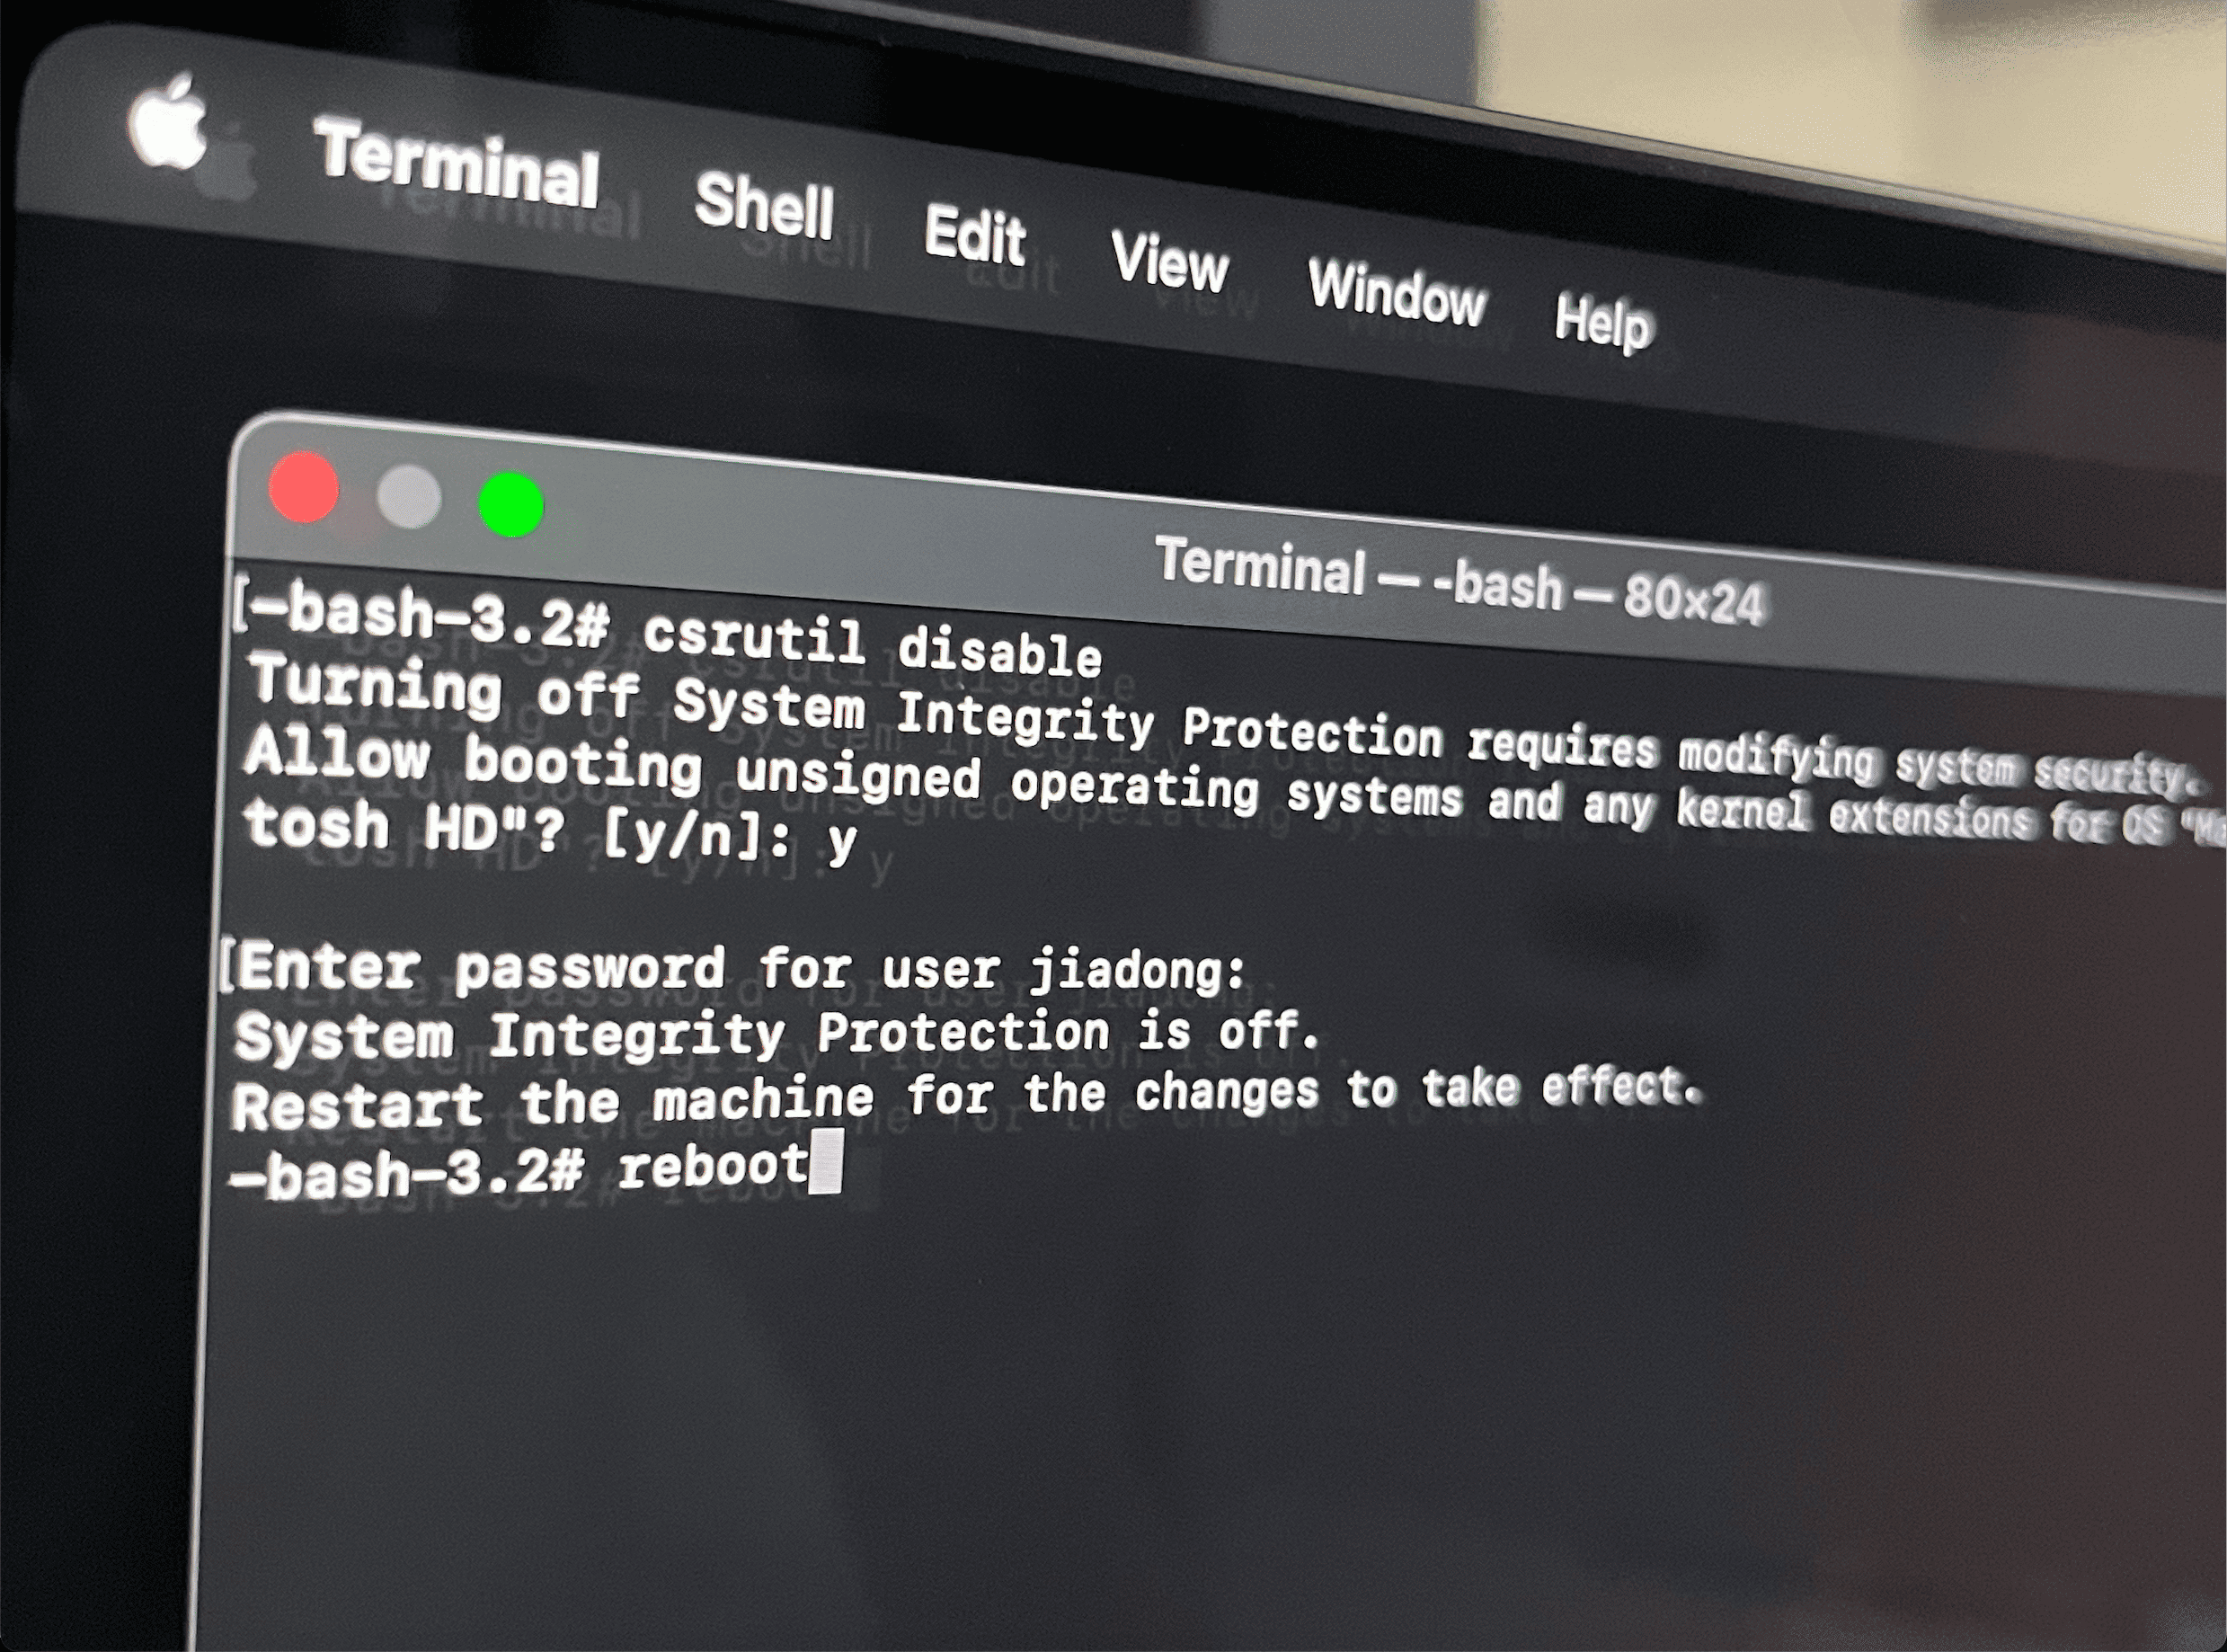 Terminal Shell Edit View Window Help
Terminal — -bash — 80x24
[-bash-3.2# csrutil disable
Turning off System Integrity Protection requires modifying system security.
Allow booting unsigned operating systems and any kernel extensions for OS "Ma
tosh HD"? [y/n]: y
[Enter password for user jiadong:
System Integrity Protection is off.
Restart the machine for the changes to take effect.
-bash-3.2# reboot